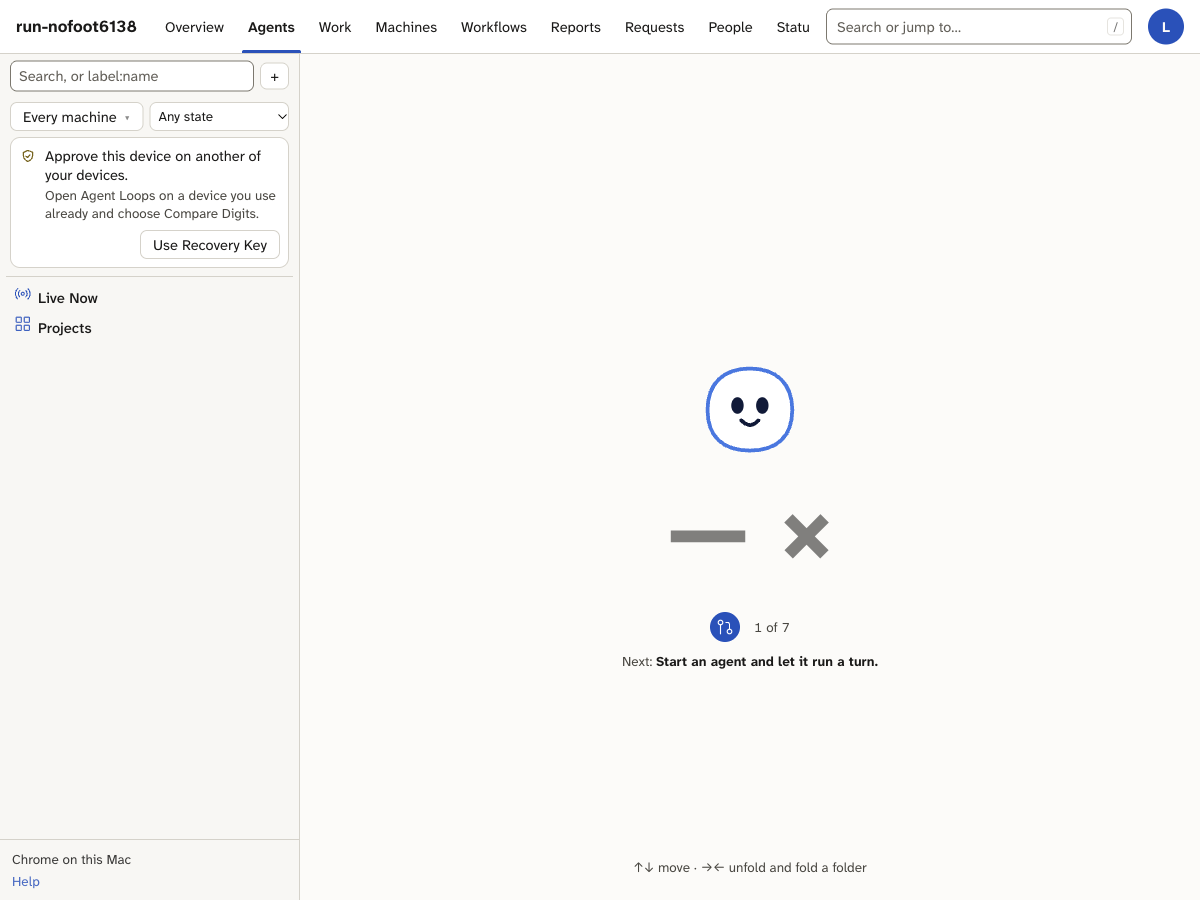 run-nofoot6138
Overview
Agents
Work
Machines
Workflows
Reports
Requests
People
Statu
Search or jump to…
/
L
Search, or label:name
+
Every machine
Any state
Approve this device on another of
your devices.
Open Agent Loops on a device you use
already and choose Compare Digits.
Use Recovery Key
Live Now
Projects
1 of 7
Next: Start an agent and let it run a turn.
↑↓ move · →← unfold and fold a folder
Chrome on this Mac
Help